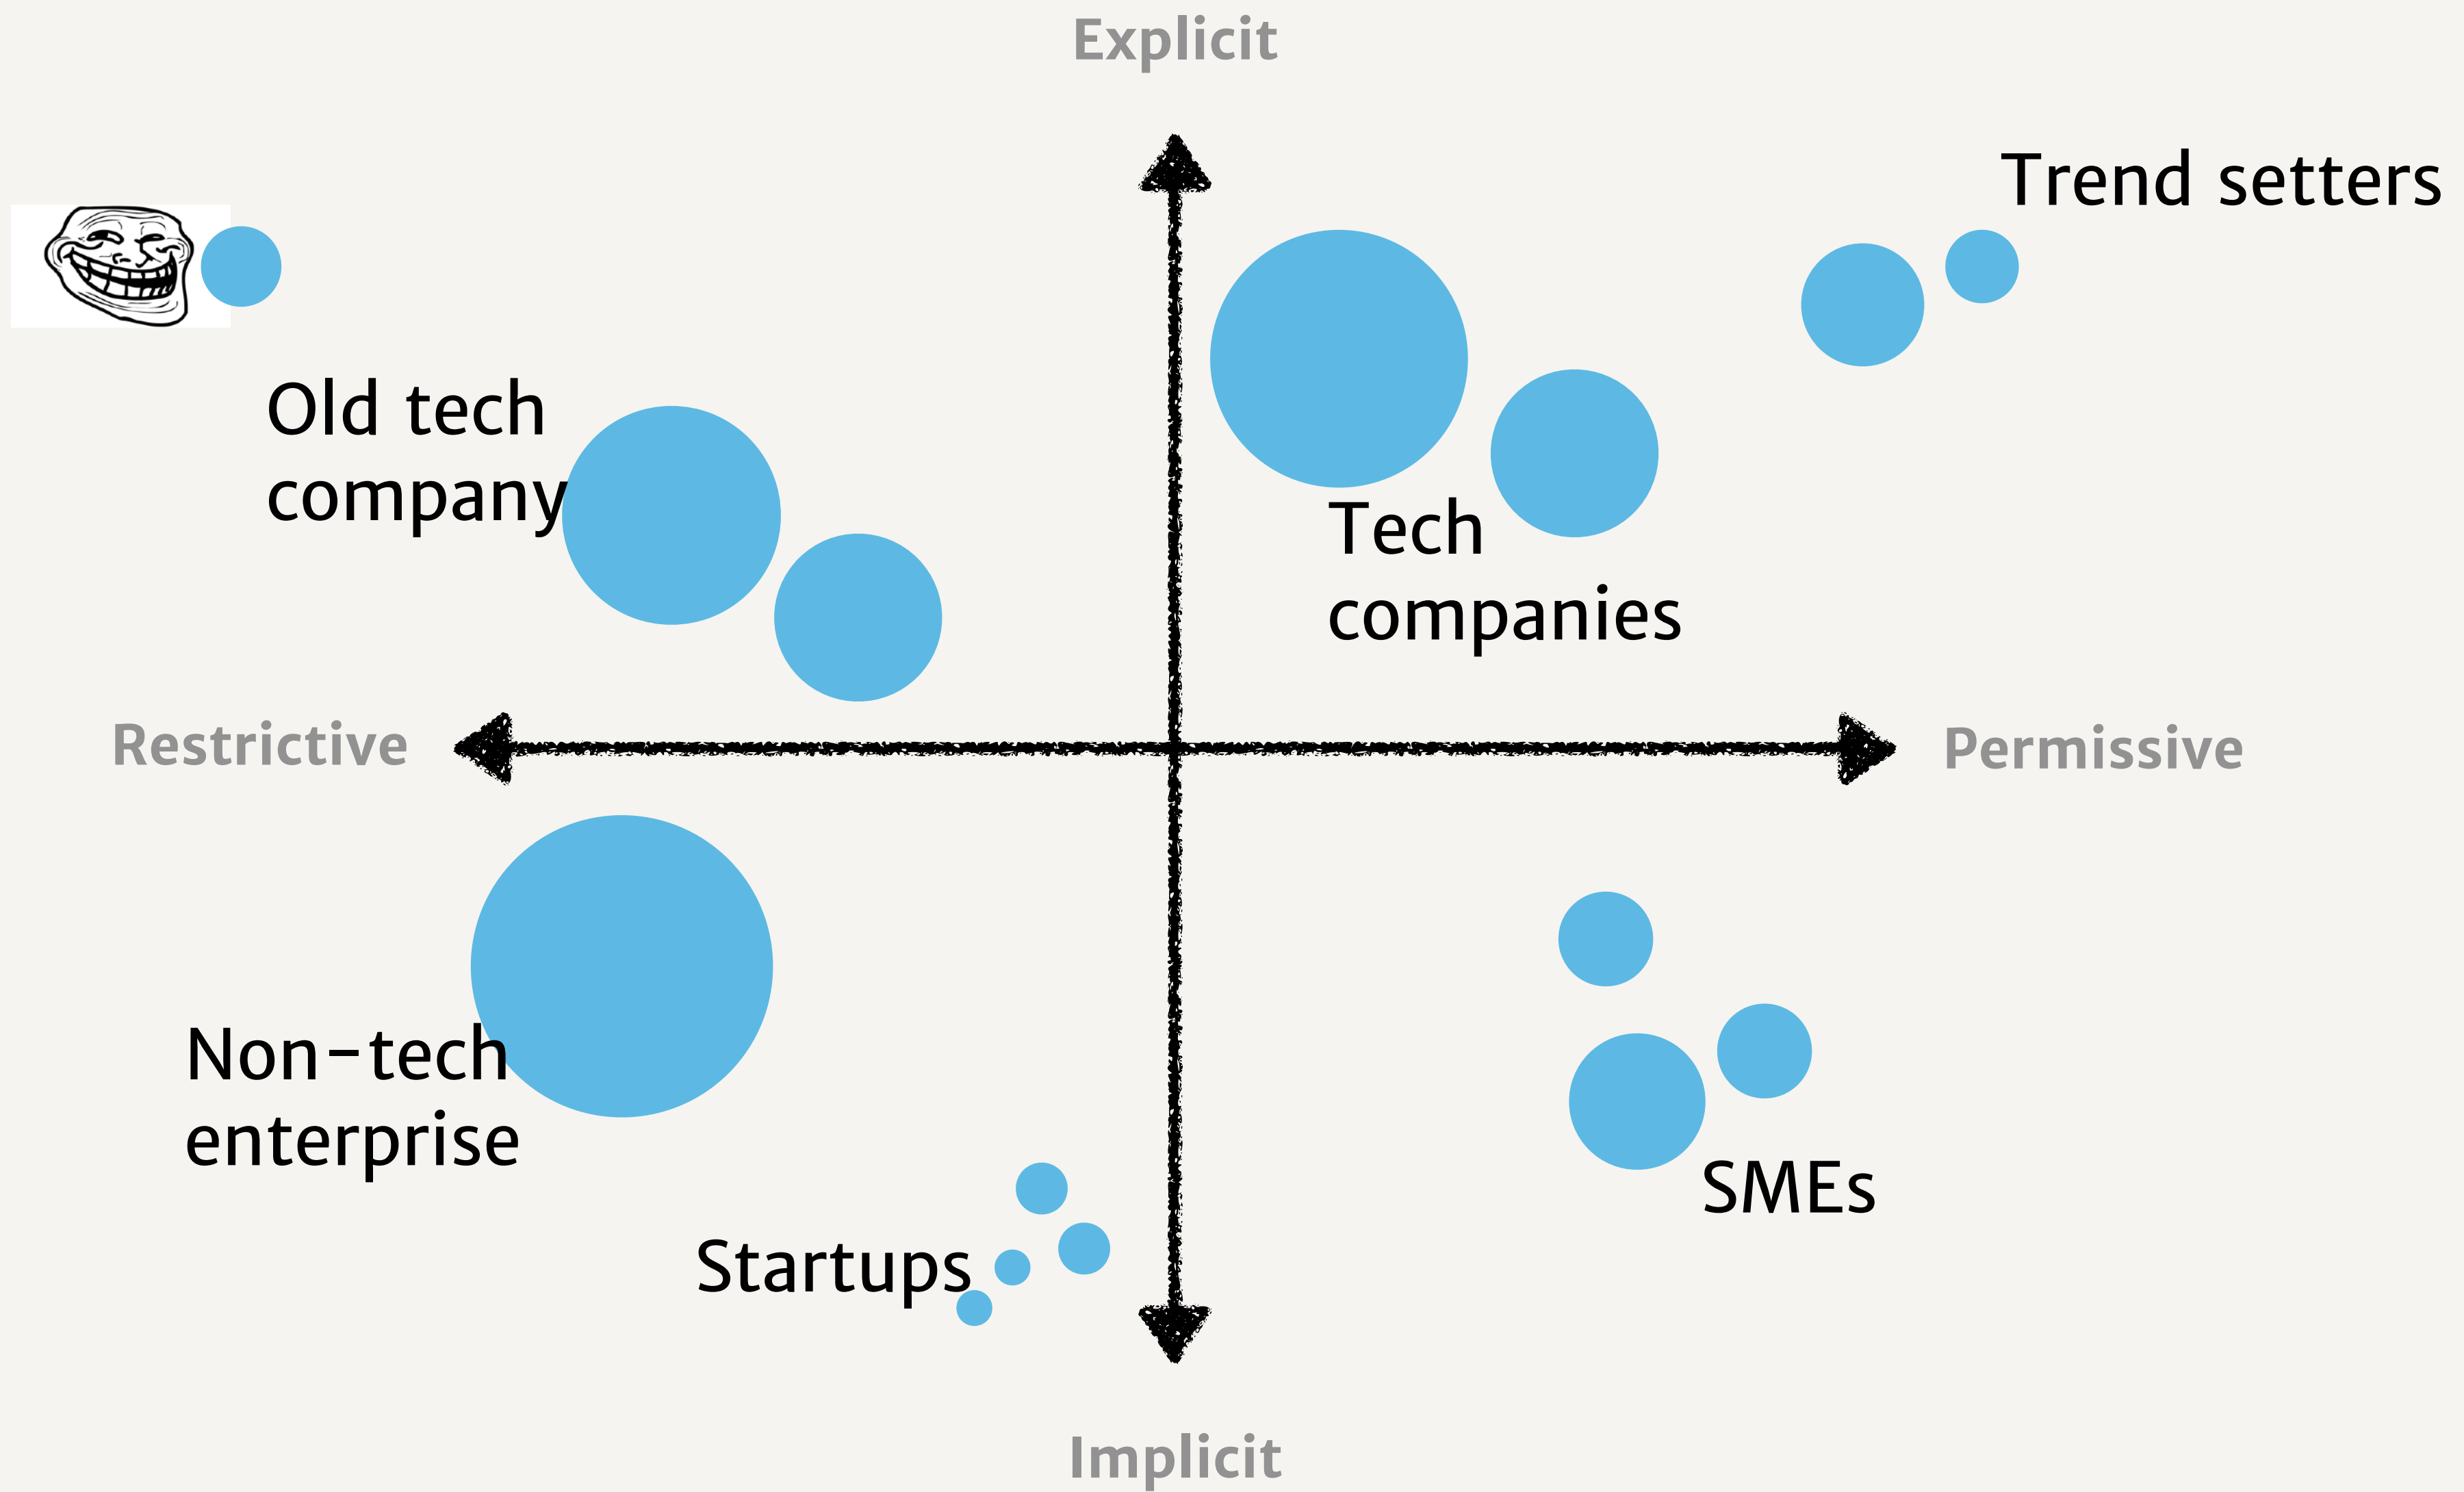 Explicit
Trend setters
Old tech
company
Tech
companies
Restrictive
Permissive
Non-tech
enterprise
SMEs
Startups
Implicit